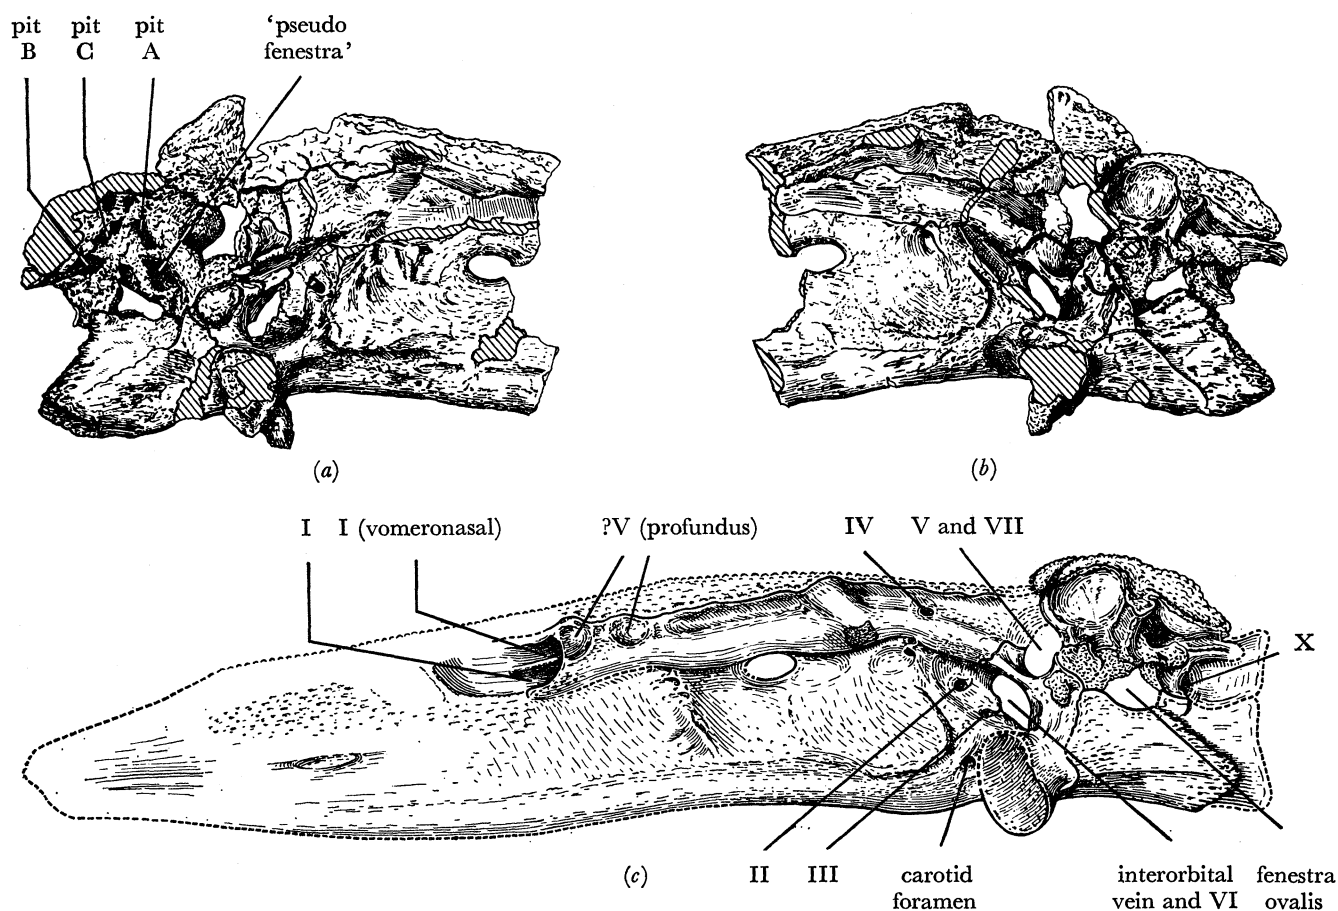 pit pit pit ‘pseudo
B C A fenestra’
(a) (b)
I I (vomeronasal) ?V (profundus) IV V and VII
X
(c) II III carotid interorbital fenestra
foramen vein and VI ovalis